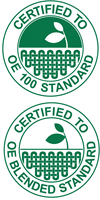 CERTIFIED TO
OE 100 STANDARD
CERTIFIED TO
OE BLENDED STANDARD